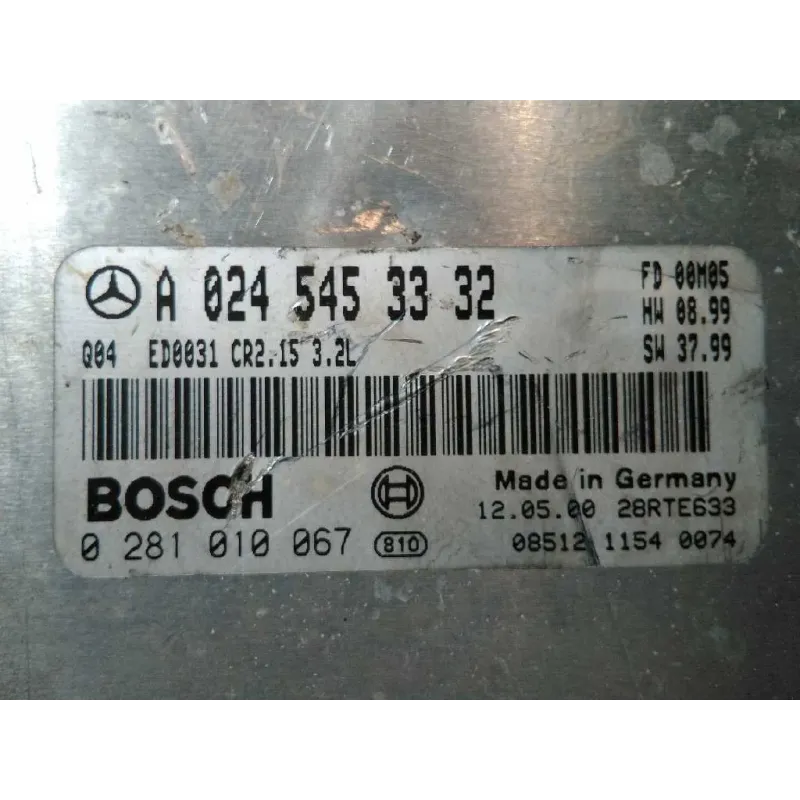 A 024 545 33 32
FD 00M05
HW 08.99
Q04 ED0031 CR2.15 3.2L
SW 37.99
BOSCH
Made in Germany
12.05.00 28RTE633
0 281 010 067 810
08512 1154 0074